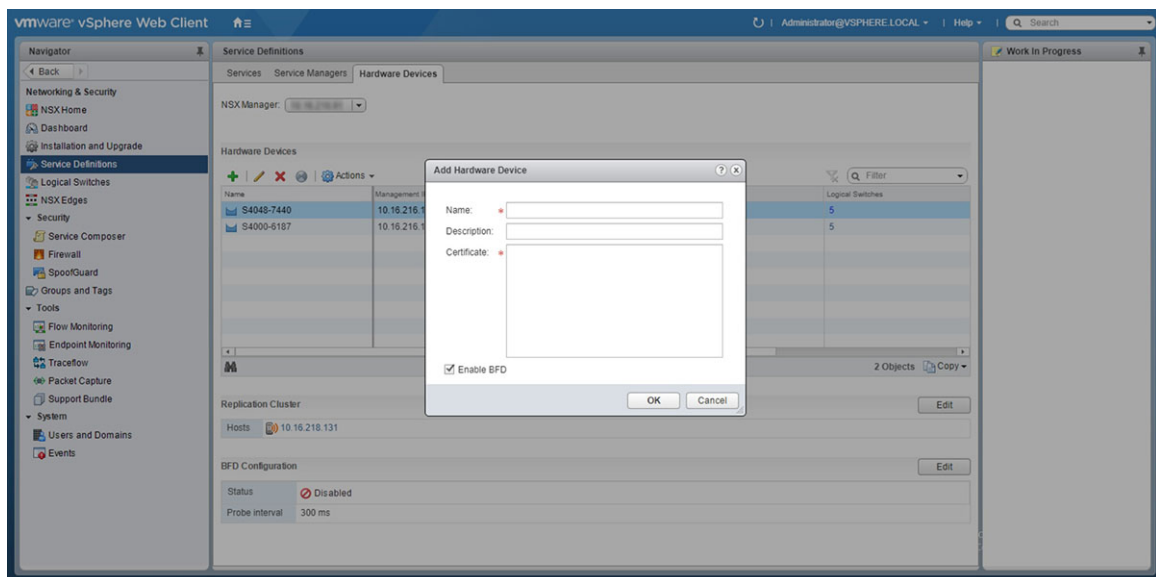 vmware® vSphere Web Client
Administrator@VSPHERE.LOCAL
Help
Search
Navigator
Back
Networking & Security
NSX Home
Dashboard
Installation and Upgrade
Service Definitions
Logical Switches
NSX Edges
Security
Service Composer
Firewall
SpoofGuard
Groups and Tags
Tools
Flow Monitoring
Endpoint Monitoring
Traceflow
Packet Capture
Support Bundle
System
Users and Domains
Events
Service Definitions
Services Service Managers Hardware Devices
NSX Manager:
Hardware Devices
Actions
Filter
Name Management Logical Switches
S4048-7440 10.16.216.1 5
S4000-6187 10.16.216.1 5
2 Objects Copy
Add Hardware Device
Name: *
Description:
Certificate: *
Enable BFD
OK Cancel
Replication Cluster Edit
Hosts 10.16.218.131
BFD Configuration Edit
Status Disabled
Probe interval 300 ms
Work In Progress